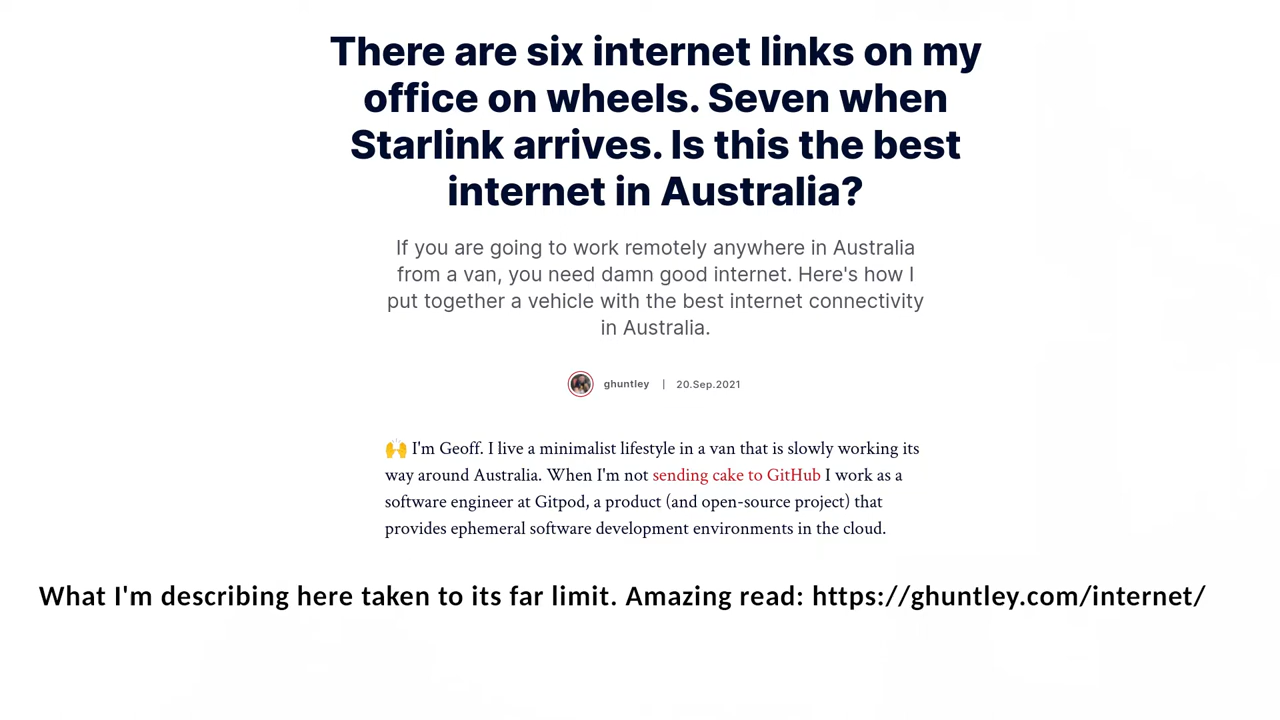 There are six internet links on my
office on wheels. Seven when
Starlink arrives. Is this the best
internet in Australia?
If you are going to work remotely anywhere in Australia
from a van, you need damn good internet. Here's how I
put together a vehicle with the best internet connectivity
in Australia.
ghuntley | 20.Sep.2021
🙌 I'm Geoff. I live a minimalist lifestyle in a van that is slowly working its
way around Australia. When I'm not sending cake to GitHub I work as a
software engineer at Gitpod, a product (and open-source project) that
provides ephemeral software development environments in the cloud.
What I'm describing here taken to its far limit. Amazing read: https://ghuntley.com/internet/